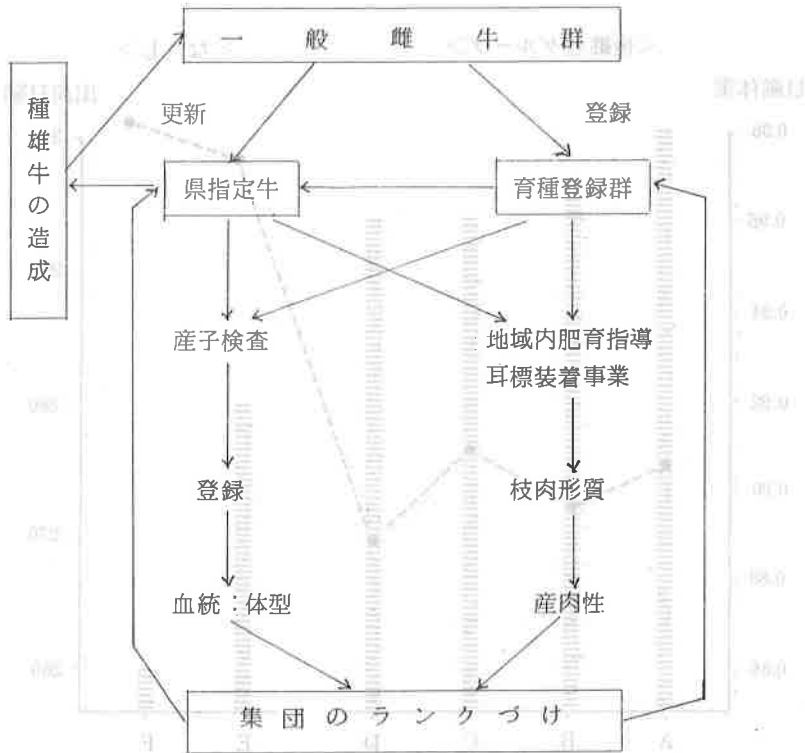 一般雌牛群
種雄牛の造成
更新
登録
県指定牛
育種登録群
産子検査
地域内肥育指導
耳標装着事業
登録
枝肉形質
血統：体型
産肉性
集団のランクづけ